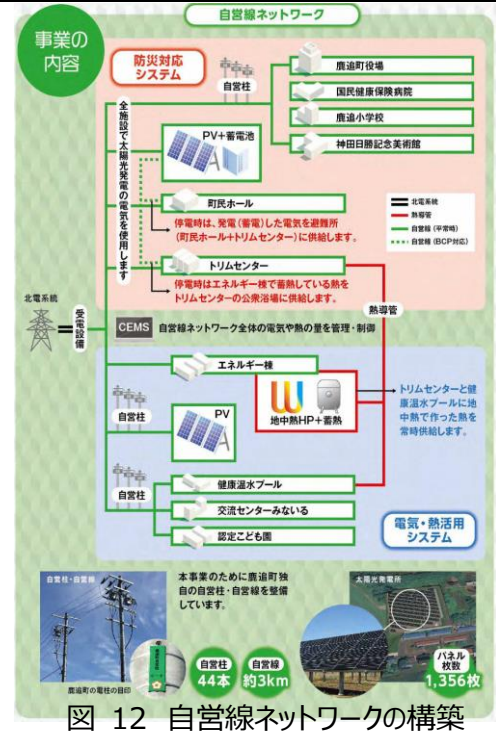 自営線ネットワーク
事業の
内容
防災対応
システム
自営柱
鹿追町役場
国民健康保険病院
鹿追小学校
神田日勝記念美術館
全施設で太陽光発電の電気を使用します
PV+蓄電池
北電系統
熱導管
自営線(平常時)
自営線(BCP対応)
町民ホール
停電時は、発電(蓄電)した電気を避難所
(町民ホール+トリムセンター)に供給します。
トリムセンター
停電時はエネルギー棟で蓄熱している熱を
トリムセンターの公衆浴場に供給します。
熱導管
北電系統
受電設備
CEMS 自営線ネットワーク全体の電気や熱の量を管理・制御
エネルギー棟
地中熱HP+蓄熱
トリムセンターと健
康温水プールに地
中熱で作った熱を
常時供給します。
自営柱
PV
自営柱
健康温水プール
交流センターみないる
認定こども園
電気・熱活用
システム
自営柱・自営線
本事業のために鹿追町独
自の自営柱・自営線を整備
しています。
太陽光発電所
自営柱
44本
自営線
約3km
パネル
枚数
1,356枚
鹿追町の電柱の目印
図 12 自営線ネットワークの構築